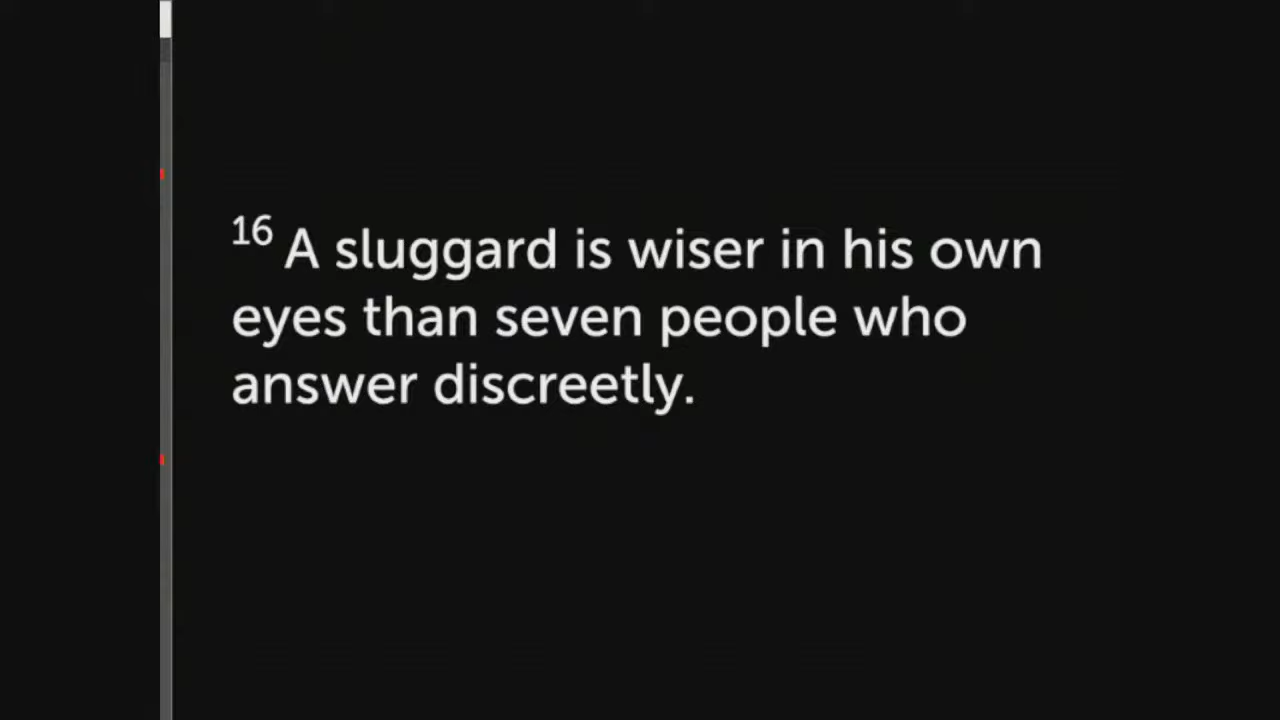 16 A sluggard is wiser in his own
eyes than seven people who
answer discreetly.